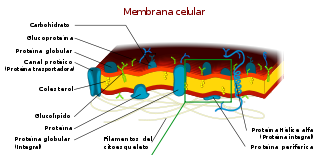 Membrana celular
Carbohidrato
Glucoproteína
Proteína globular
Canal proteico
(Proteína trasportadora)
Colesterol
Glucolípido
Proteína
Proteína globular
(Integral)
Filamentos del
citoesqueleto
Proteína Hélice alfa
(Proteína integral)
Proteína periferica